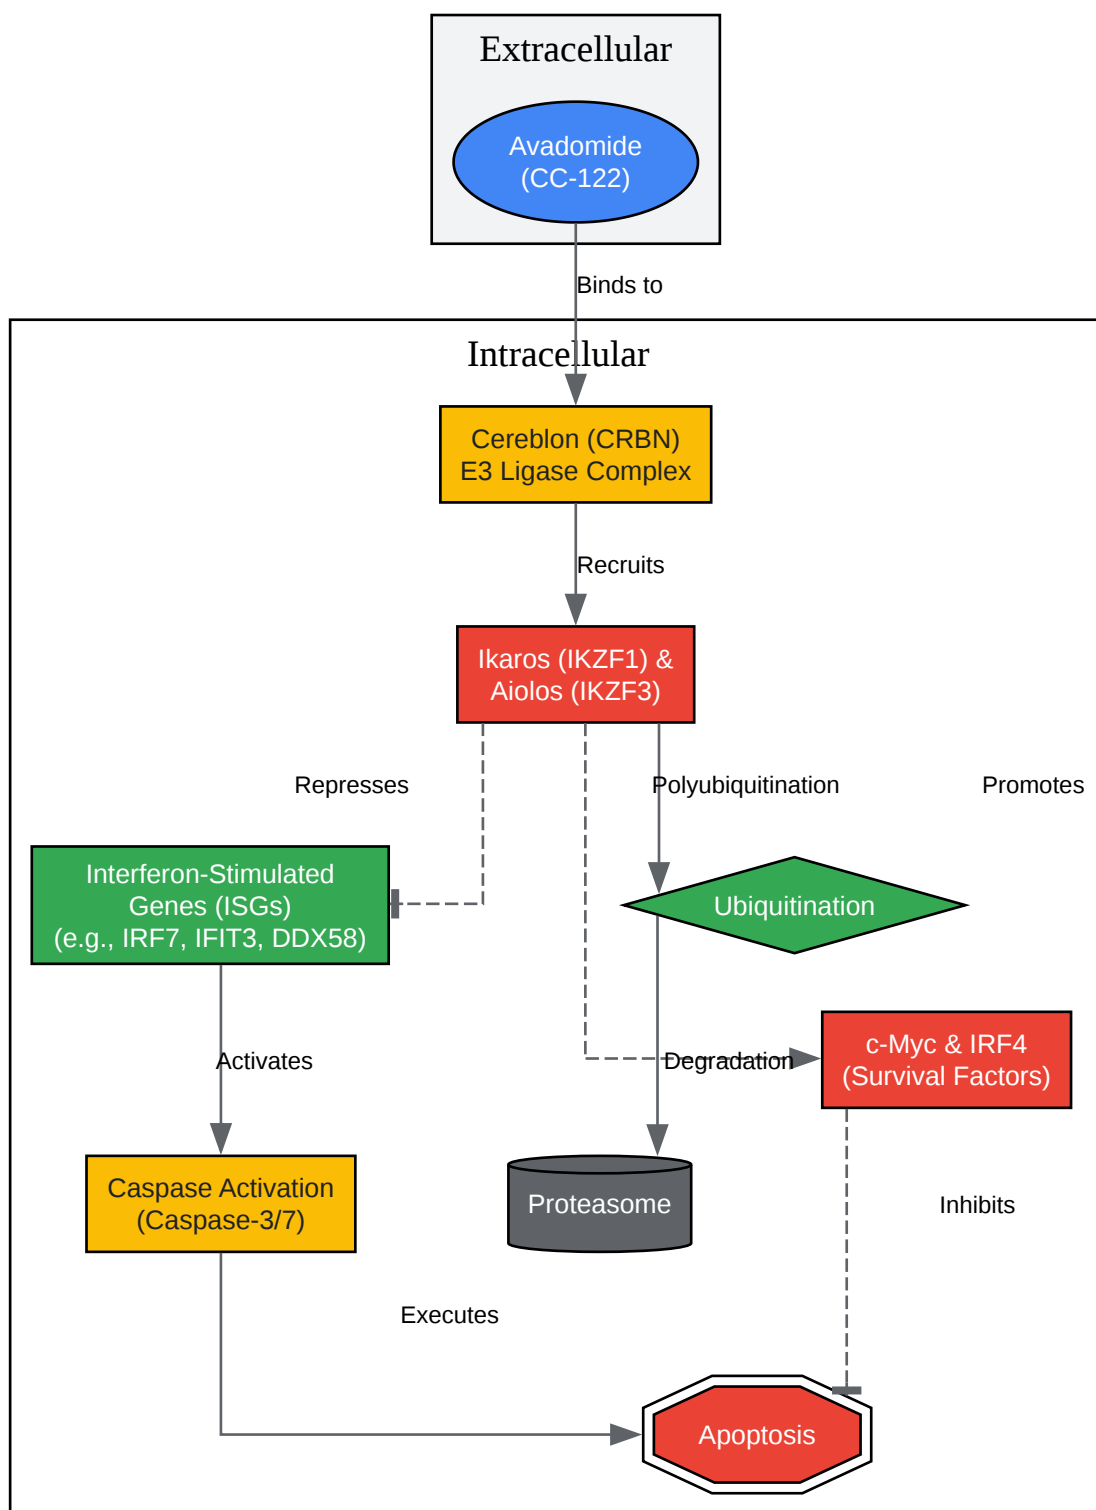 Extracellular
Avadomide
(CC-122)
Binds to
Intracellular
Cereblon (CRBN)
E3 Ligase Complex
Recruits
Ikaros (IKZF1) &
Aiolos (IKZF3)
Represses
Polyubiquitination
Promotes
Interferon-Stimulated
Genes (ISGs)
(e.g., IRF7, IFIT3, DDX58)
Ubiquitination
Activates
Degradation
c-Myc & IRF4
(Survival Factors)
Caspase Activation
(Caspase-3/7)
Proteasome
Inhibits
Executes
Apoptosis